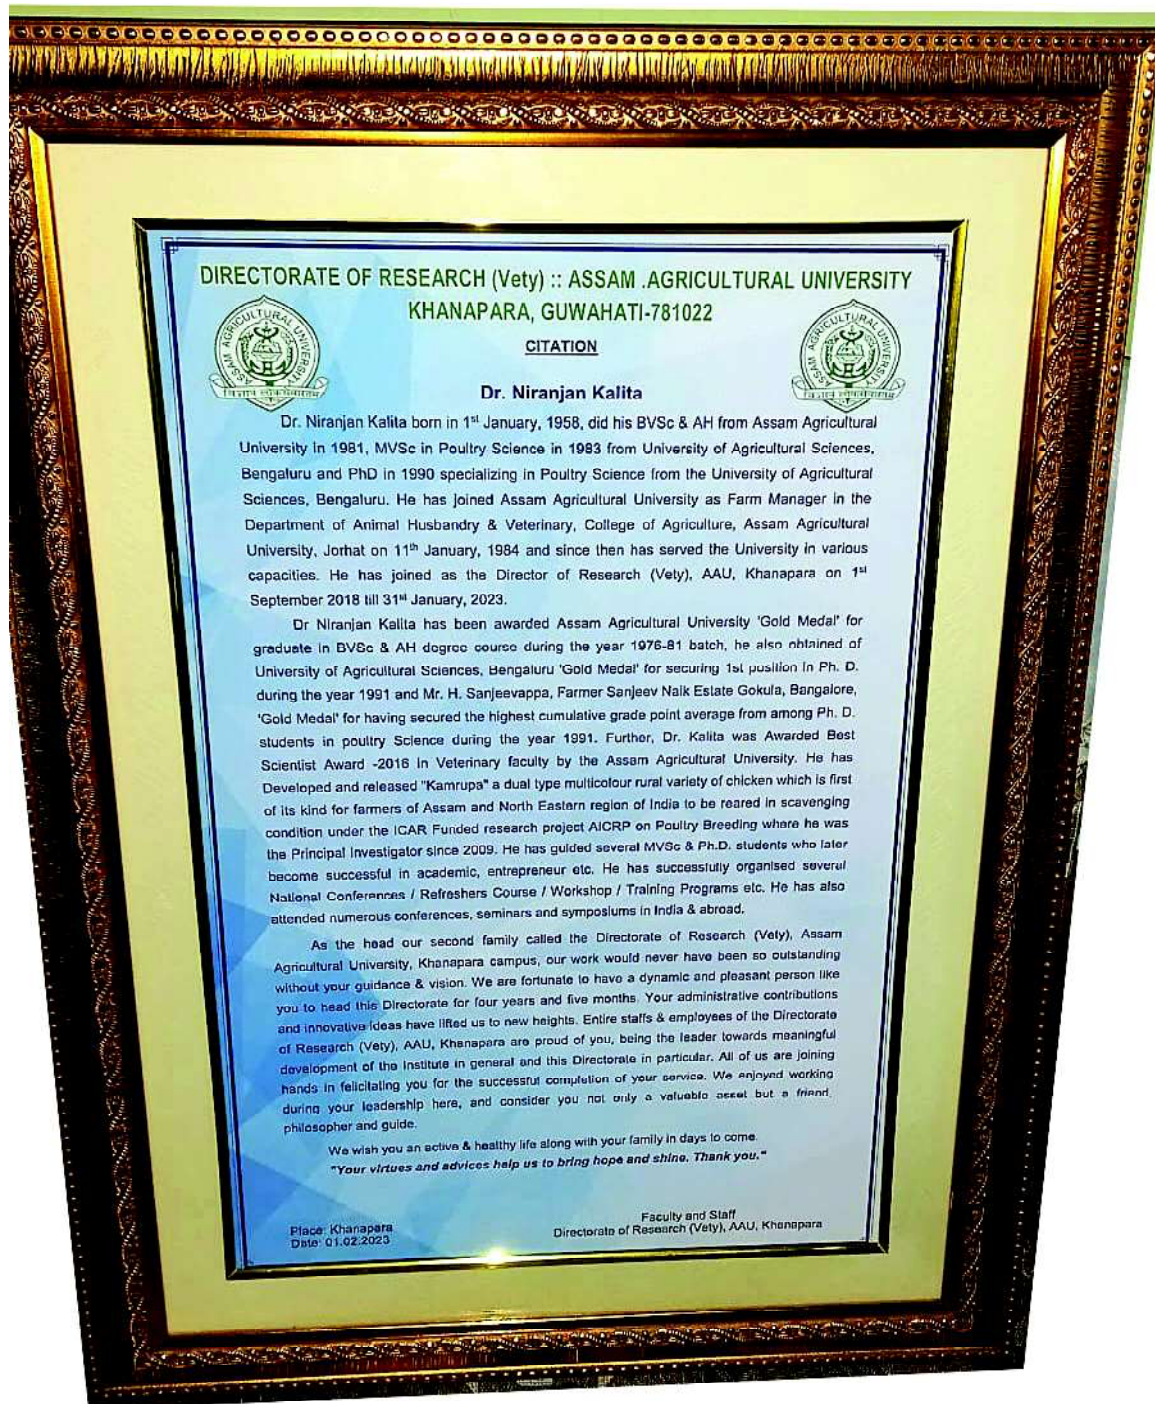 DIRECTORATE OF RESEARCH (Vety) :: ASSAM .AGRICULTURAL UNIVERSITY
KHANAPARA, GUWAHATI-781022
ASSAM AGRICULTURAL UNIVERSITY
ASSAM AGRICULTURAL UNIVERSITY
CITATION
Dr. Niranjan Kalita
Dr. Niranjan Kalita born in 1st January, 1958, did his BVSc & AH from Assam Agricultural
University in 1981, MVSc in Poultry Science in 1983 from University of Agricultural Sciences,
Bengaluru and PhD in 1990 specializing in Poultry Science from the University of Agricultural
Sciences, Bengaluru. He has joined Assam Agricultural University as Farm Manager in the
Department of Animal Husbandry & Veterinary, College of Agriculture, Assam Agricultural
University, Jorhat on 11th January, 1984 and since then has served the University in various
capacities. He has joined as the Director of Research (Vety), AAU, Khanapara on 1st
September 2018 till 31st January, 2023.
Dr Niranjan Kalita has been awarded Assam Agricultural University 'Gold Medal' for
graduate in BVSc & AH degree course during the year 1976-81 batch, he also obtained of
University of Agricultural Sciences, Bengaluru 'Gold Medal' for securing 1st position in Ph. D.
during the year 1991 and Mr. H. Sanjeevappa, Farmer Sanjeev Naik Estate Gokula, Bangalore,
'Gold Medal' for having secured the highest cumulative grade point average from among Ph. D.
students in poultry Science during the year 1991. Further, Dr. Kalita was Awarded Best
Scientist Award -2016 in Veterinary faculty by the Assam Agricultural University. He has
Developed and released "Kamrupa" a dual type multicolour rural variety of chicken which is first
of its kind for farmers of Assam and North Eastern region of India to be reared in scavenging
condition under the ICAR Funded research project AICRP on Poultry Breeding where he was
the Principal Investigator since 2009. He has guided several MVSc & Ph.D. students who later
become successful in academic, entrepreneur etc. He has successfully organised several
National Conferences / Refreshers Course / Workshop / Training Programs etc. He has also
attended numerous conferences, seminars and symposiums in India & abroad.
As the head our second family called the Directorate of Research (Vety), Assam
Agricultural University, Khanapara campus, our work would never have been so outstanding
without your guidance & vision. We are fortunate to have a dynamic and pleasant person like
you to head this Directorate for four years and five months. Your administrative contributions
and innovative ideas have lifted us to new heights. Entire staffs & employees of the Directorate
of Research (Vety), AAU, Khanapara are proud of you, being the leader towards meaningful
development of the Institute in general and this Directorate in particular. All of us are joining
hands in felicitating you for the successful completion of your service. We enjoyed working
during your leadership here, and consider you not only a valuable asset but a friend,
philosopher and guide.
We wish you an active & healthy life along with your family in days to come.
"Your virtues and advices help us to bring hope and shine. Thank you."
Place: Khanapara
Date: 01.02.2023
Faculty and Staff
Directorate of Research (Vety), AAU, Khanapara